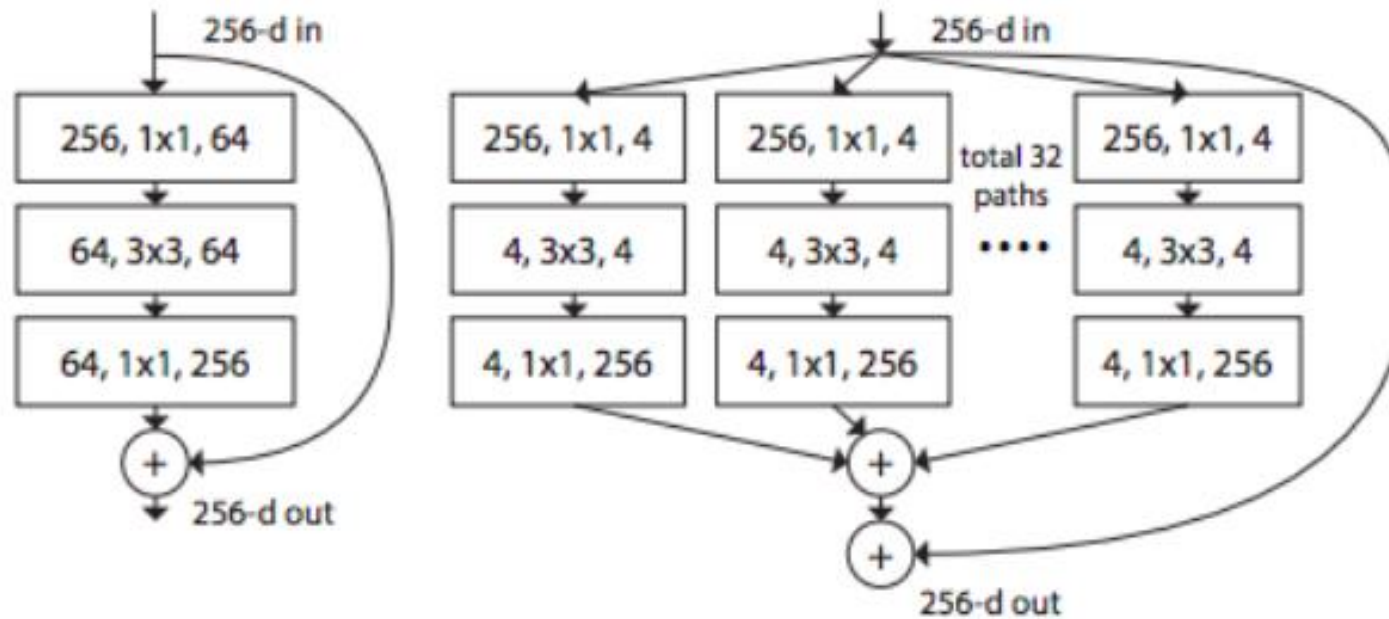 256-d in
256, 1x1, 64
64, 3x3, 64
64, 1x1, 256
+
256-d out
256-d in
256, 1x1, 4
256, 1x1, 4
total 32
paths
256, 1x1, 4
4, 3x3, 4
4, 3x3, 4
....
4, 3x3, 4
4, 1x1, 256
4, 1x1, 256
4, 1x1, 256
+
+
256-d out